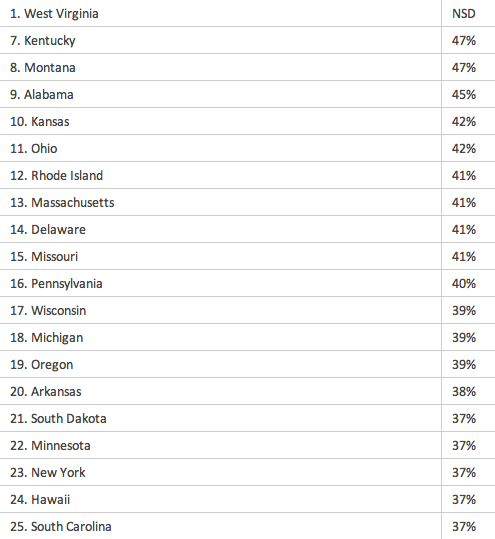 1. West Virginia NSD
7. Kentucky 47%
8. Montana 47%
9. Alabama 45%
10. Kansas 42%
11. Ohio 42%
12. Rhode Island 41%
13. Massachusetts 41%
14. Delaware 41%
15. Missouri 41%
16. Pennsylvania 40%
17. Wisconsin 39%
18. Michigan 39%
19. Oregon 39%
20. Arkansas 38%
21. South Dakota 37%
22. Minnesota 37%
23. New York 37%
24. Hawaii 37%
25. South Carolina 37%